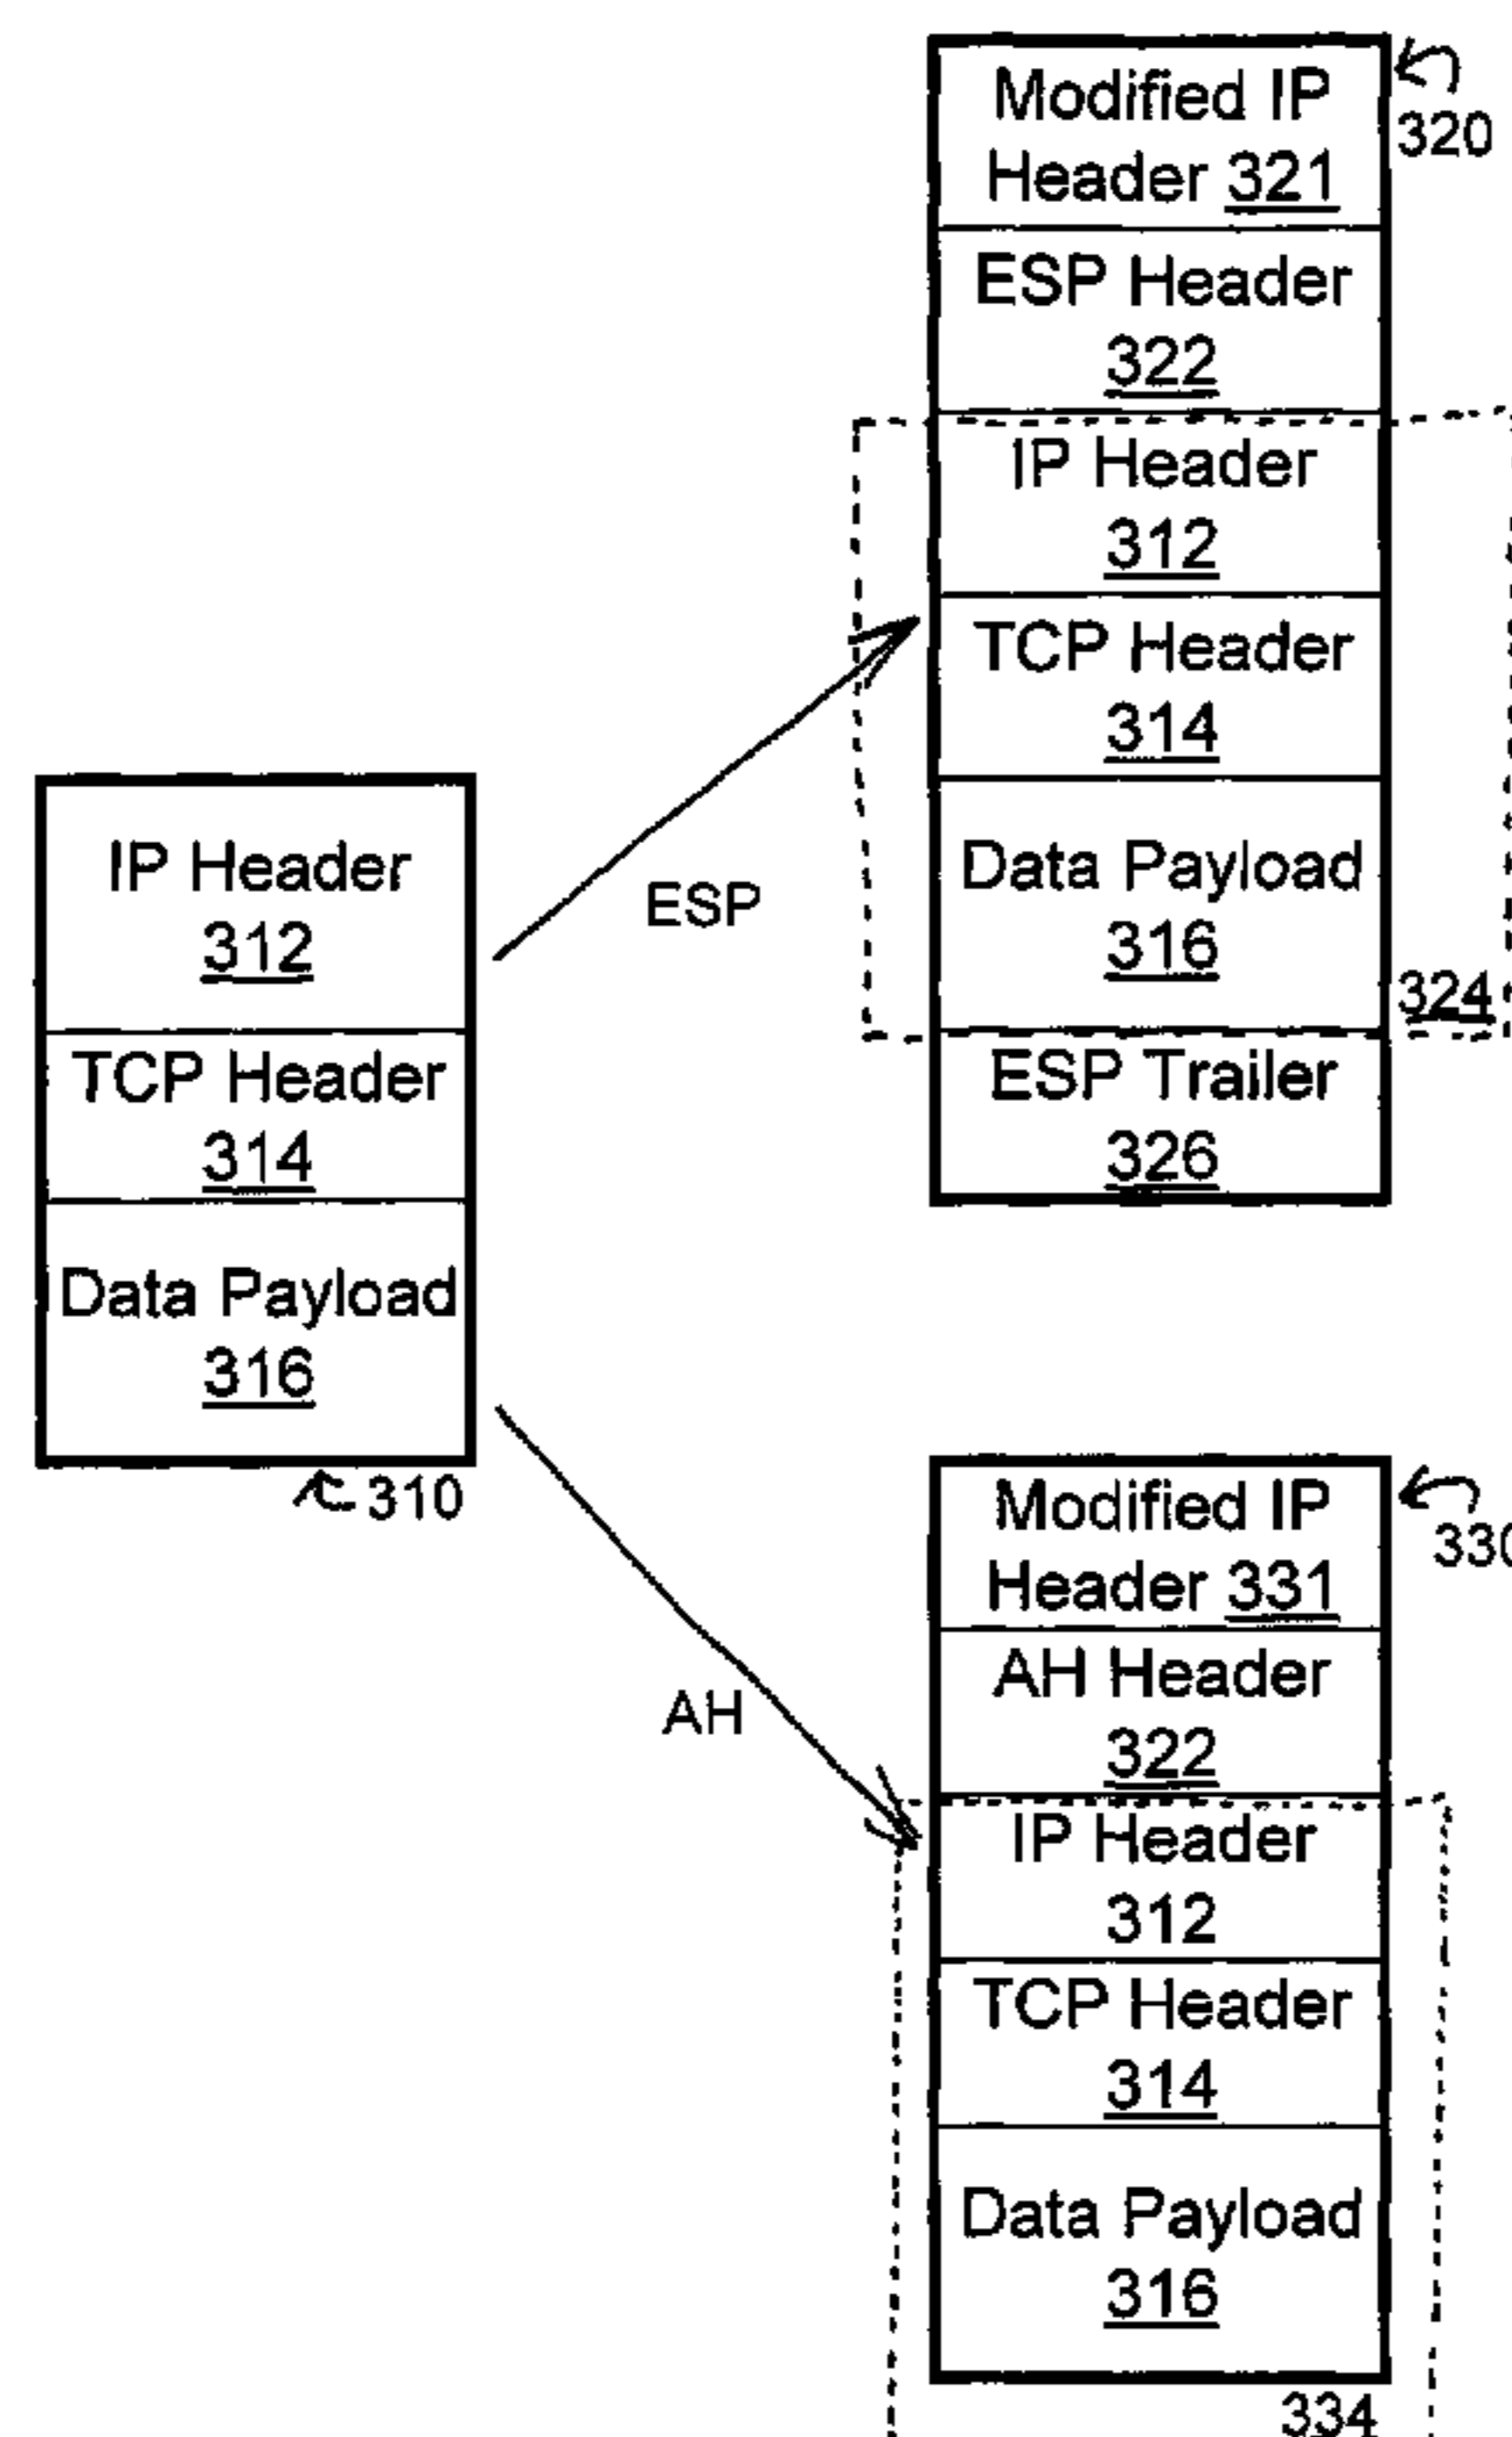 IP Header
312
TCP Header
314
Data Payload
316
310
ESP
AH
Modified IP
Header 321
320
ESP Header
322
IP Header
312
TCP Header
314
Data Payload
316
324
ESP Trailer
326
Modified IP
Header 331
330
AH Header
322
IP Header
312
TCP Header
314
Data Payload
316
334